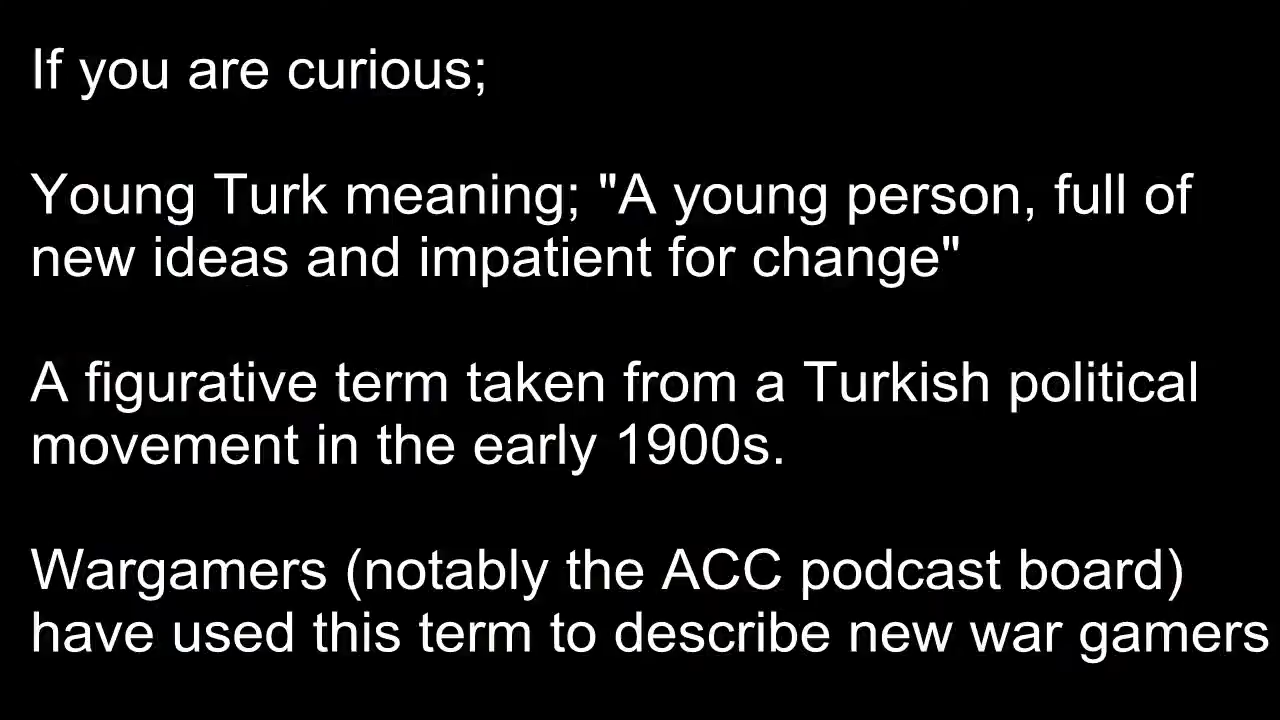 If you are curious;
Young Turk meaning; "A young person, full of
new ideas and impatient for change"
A figurative term taken from a Turkish political
movement in the early 1900s.
Wargamers (notably the ACC podcast board)
have used this term to describe new war gamers